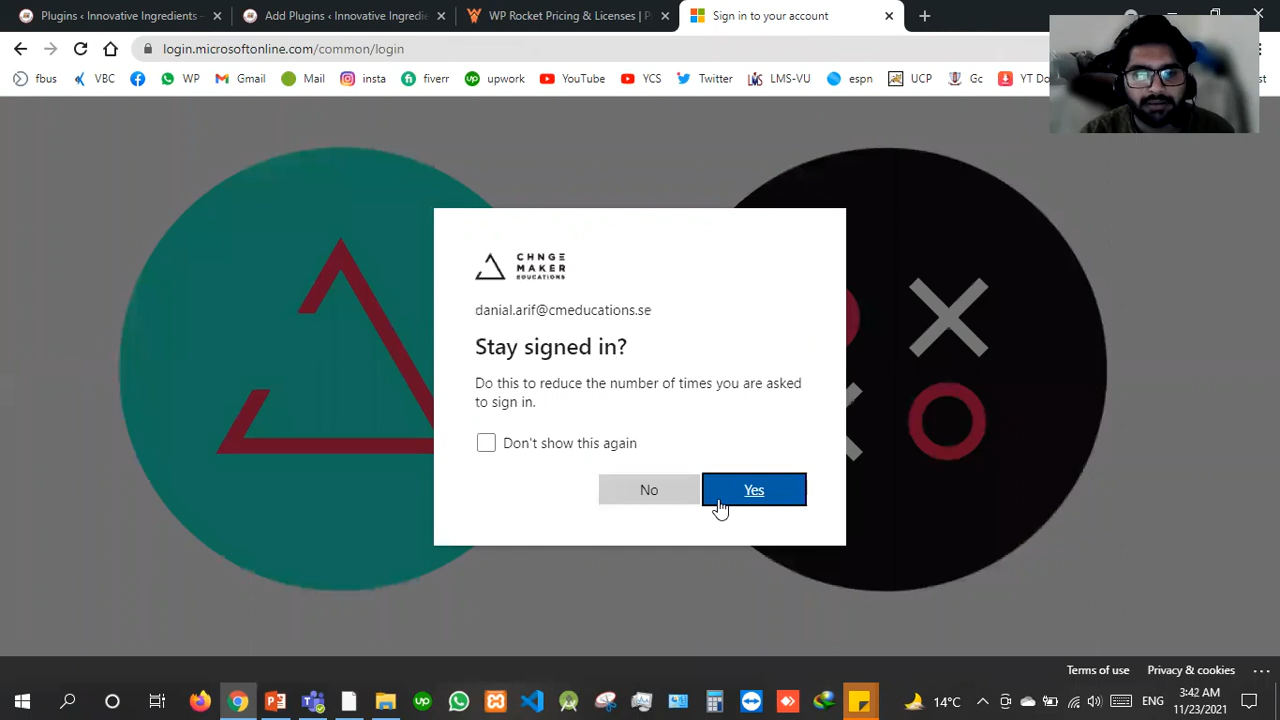 Plugins ‹ Innovative Ingredients -
Add Plugins ‹ Innovative Ingredi
WP Rocket Pricing & Licenses | P
Sign in to your account
login.microsoftonline.com/common/login
fbus
VBC
WP
Gmail
Mail
insta
fiverr
upwork
YouTube
YCS
Twitter
LMS-VU
espn
UCP
Gc
YT Do
st
CHNGE
MAKER
EDUCATIONS
danial.arif@cmeducations.se
Stay signed in?
Do this to reduce the number of times you are asked
to sign in.
Don't show this again
No
Yes
Terms of use
Privacy & cookies
...
14°C
ENG
3:42 AM
11/23/2021